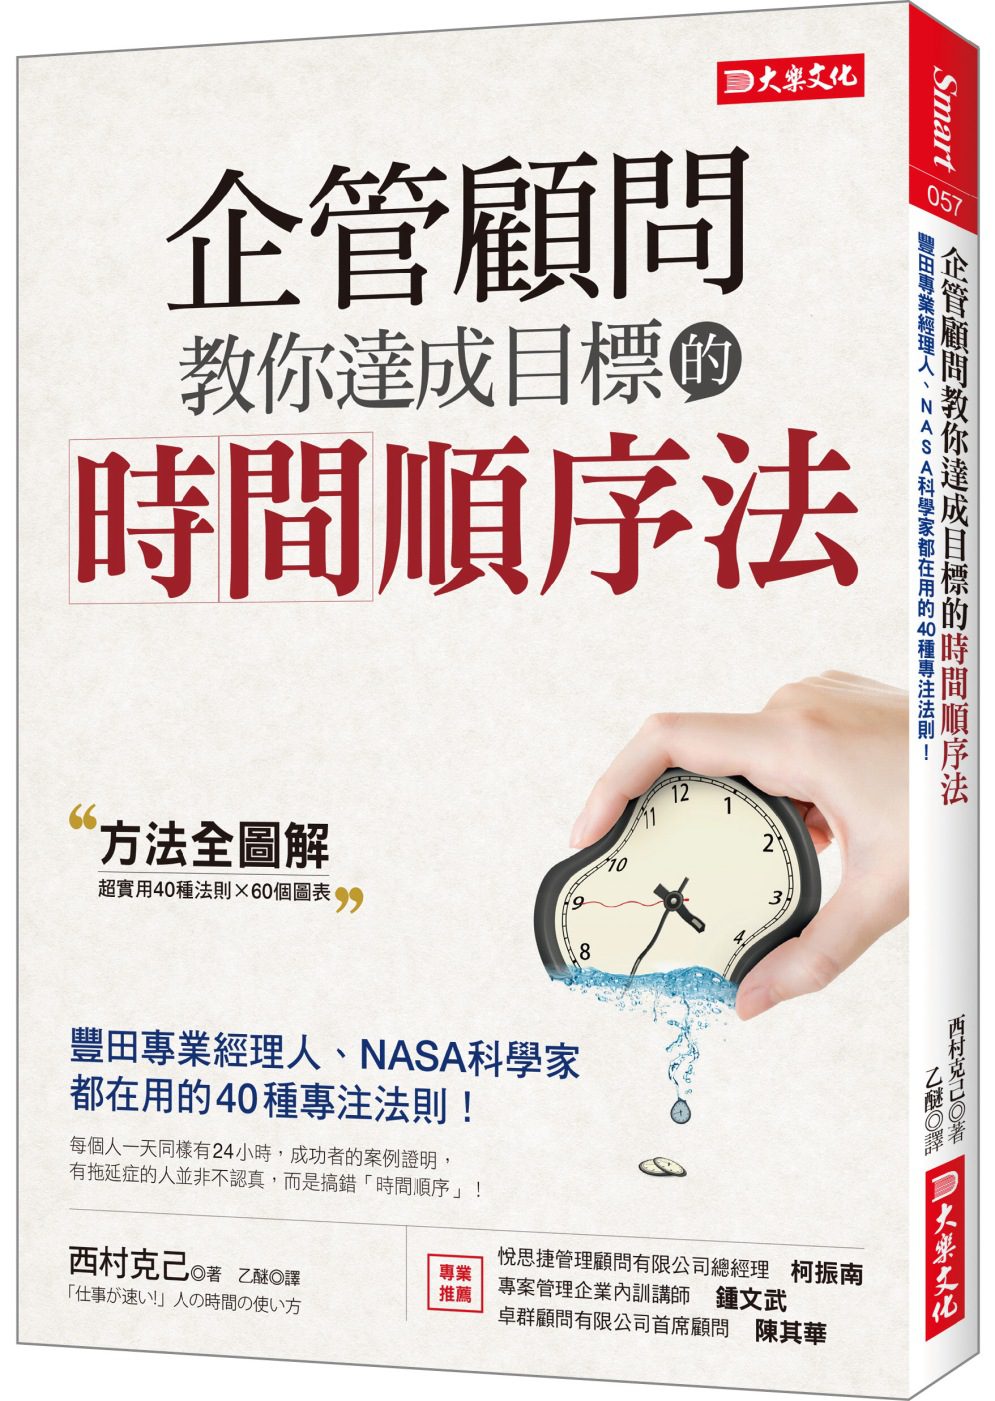 大樂文化
企管顧問
教你達成目標的
時間順序法
12
1
2
3
4
8
9
10
11
“方法全圖解
超實用40種法則×60個圖表”
豐田專業經理人、NASA科學家
都在用的40種專注法則！
每個人一天同樣有24小時，成功者的案例證明，
有拖延症的人並非不認真，而是搞錯「時間順序」！
西村克己◎著 乙醚◎譯
「仕事が速い!」人の時間の使い方
專業
推薦
悅思捷管理顧問有限公司總經理 柯振南
專案管理企業內訓講師 鍾文武
卓群顧問有限公司首席顧問 陳其華
Smart
057
企管顧問教你達成目標的時間順序法
豐田專業經理人、NASA科學家都在用的40種專注法則！
西村克己◎著
乙醚◎譯
大樂文化